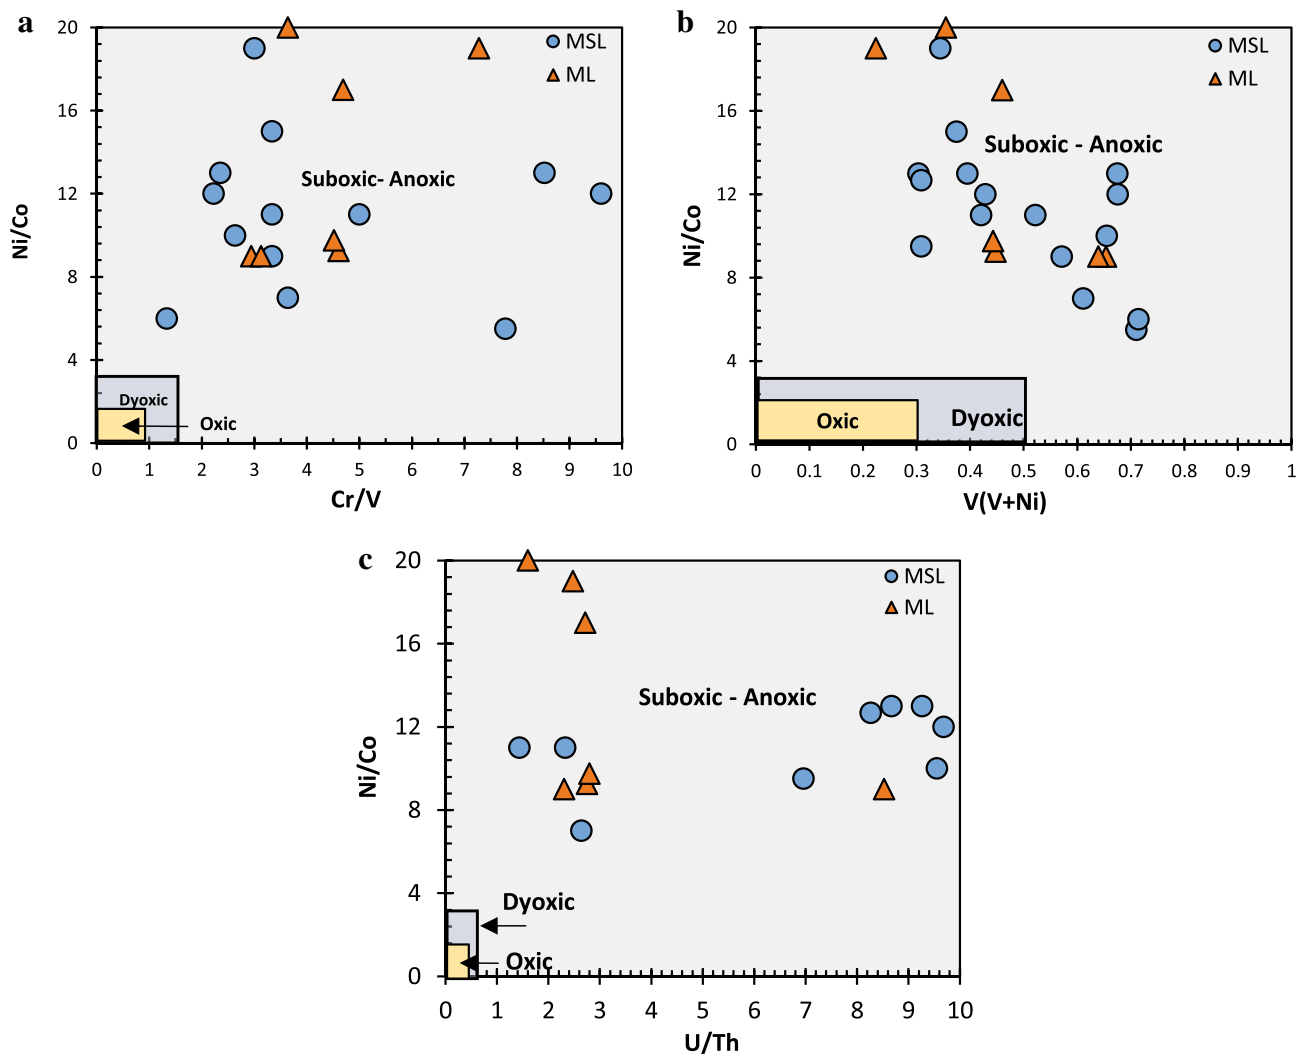 a
20
16
12
8
4
0
Ni/Co
MSL
ML
Suboxic- Anoxic
Dyoxic
Oxic
0 1 2 3 4 5 6 7 8 9 10
Cr/V
b
20
16
12
8
4
0
Ni/Co
MSL
ML
Suboxic - Anoxic
Oxic
Dyoxic
0 0.1 0.2 0.3 0.4 0.5 0.6 0.7 0.8 0.9 1
V(V+Ni)
c
20
16
12
8
4
0
Ni/Co
MSL
ML
Suboxic - Anoxic
Dyoxic
Oxic
0 1 2 3 4 5 6 7 8 9 10
U/Th